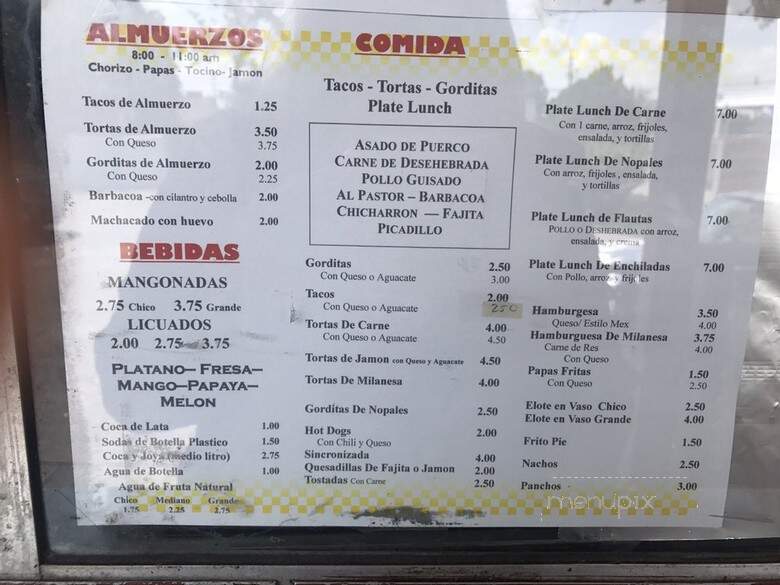 ALMUERZOS
8:00 - 11:00 am
Chorizo - Papas - Tocino- Jamon
Tacos de Almuerzo 1.25
Tortas de Almuerzo 3.50
Con Queso 3.75
Gorditas de Almuerzo 2.00
Con Queso 2.25
Barbacoa -con cilantro y cebolla 2.00
Machacado con huevo 2.00
BEBIDAS
MANGONADAS
2.75 Chico 3.75 Grande
LICUADOS
2.00 2.75 3.75
PLATANO— FRESA—
MANGO—PAPAYA—
MELON
Coca de Lata 1.00
Sodas de Botella Plastico 1.50
Coca y Joya (medio litro) 2.75
Agua de Botella 1.00
Agua de Fruta Natural
Chico Mediano Grande
1.75 2.25 2.75
COMIDA
Tacos - Tortas - Gorditas
Plate Lunch
ASADO DE PUERCO
CARNE DE DESEHEBRADA
POLLO GUISADO
AL PASTOR – BARBACOA
CHICHARRON — FAJITA
PICADILLO
Gorditas 2.50
Con Queso o Aguacate 3.00
Tacos 2.00
Con Queso o Aguacate 250
Tortas De Carne 4.00
Con Queso o Aguacate 4.50
Tortas de Jamon con Queso y Aguacate 4.50
Tortas De Milanesa 4.00
Gorditas De Nopales 2.50
Hot Dogs 2.00
Con Chili y Queso
Sincronizada 4.00
Quesadillas De Fajita o Jamon 2.00
Tostadas Con Carne 2.50
Plate Lunch De Carne 7.00
Con 1 carne, arroz, frijoles,
ensalada, y tortillas
Plate Lunch De Nopales 7.00
Con arroz, frijoles , ensalada,
y tortillas
Plate Lunch de Flautas 7.00
POLLO O DESHEBRADA con arroz,
ensalada, y crema
Plate Lunch De Enchiladas 7.00
Con Pollo, arroz y frijoles
Hamburgesa 3.50
Queso/ Estilo Mex 4.00
Hamburguesa De Milanesa 3.75
Carne de Res 4.00
Con Queso
Papas Fritas 1.50
Con Queso 2.50
Elote en Vaso Chico 2.50
Elote en Vaso Grande 4.00
Frito Pie 1.50
Nachos 2.50
Panchos 3.00
menupix